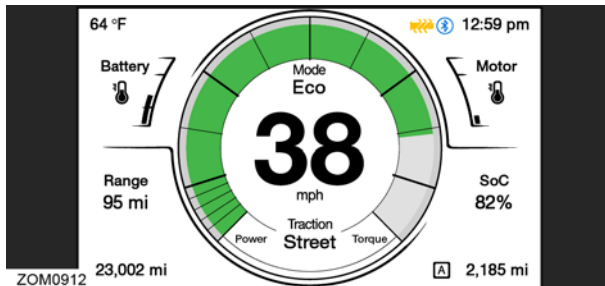 64 °F
12:59 pm
Battery
Mode
Motor
Eco
38
mph
Range
SoC
95 mi
82%
Traction
Power
Street
Torque
23,002 mi
A
2,185 mi
ZOM0912